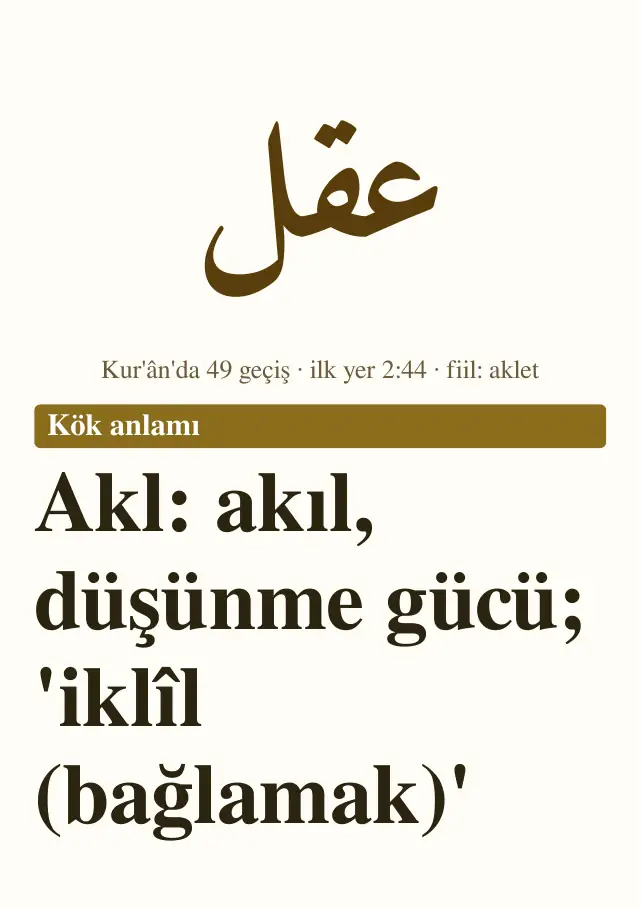 عقل
Kur'ân'da 49 geçiş · ilk yer 2:44 · fiil: aklet
Kök anlamı
Akl: akıl,
düşünme gücü;
'iklîl
(bağlamak)'